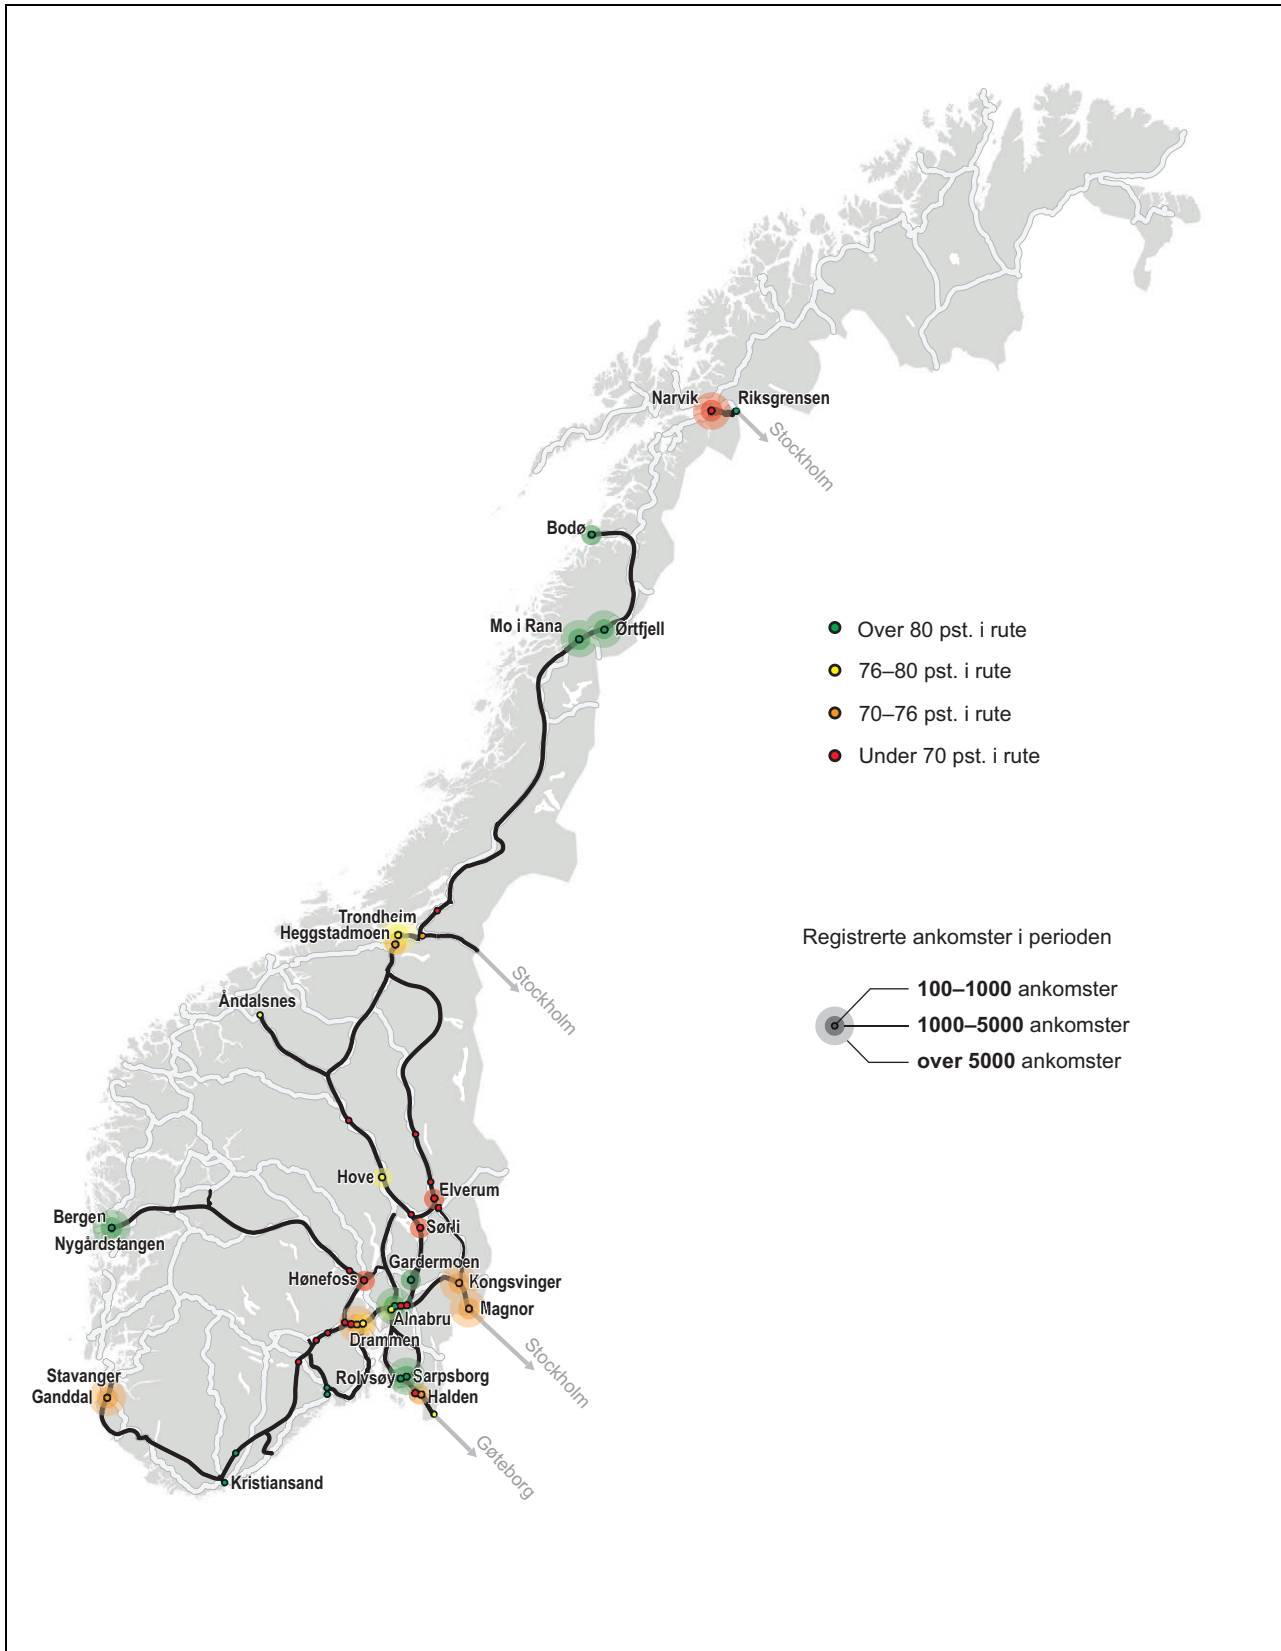 Narvik
Riksgrensen
Stockholm
Bodø
Mo i Rana
Ørtfjell
Over 80 pst. i rute
76–80 pst. i rute
70–76 pst. i rute
Under 70 pst. i rute
Trondheim
Heggstadmoen
Stockholm
Registrerte ankomster i perioden
100–1000 ankomster
1000–5000 ankomster
over 5000 ankomster
Åndalsnes
Hove
Elverum
Bergen
Nygårdstangen
Sørli
Gardermoen
Hønefoss
Kongsvinger
Magnor
Alnabru
Drammen
Stockholm
Stavanger
Ganddal
Rolvsøy
Sarpsborg
Halden
Gøteborg
Kristiansand